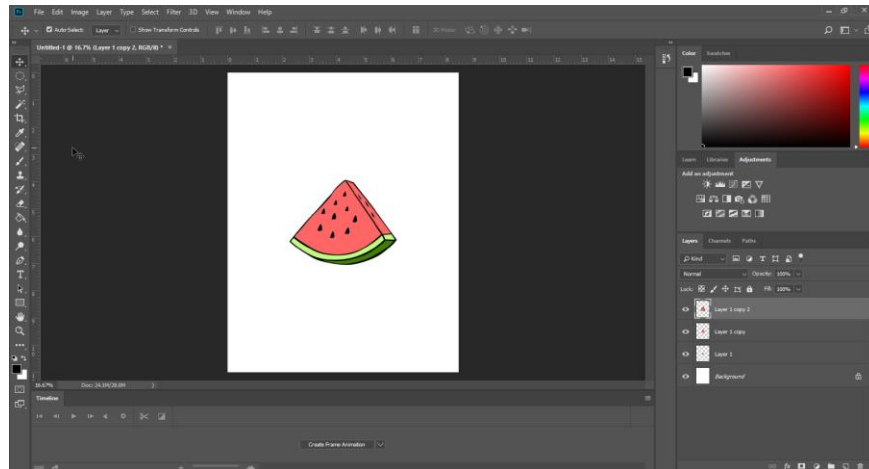 Ps File Edit Image Layer Type Select Filter 3D View Window Help
Auto-Select: Layer Show Transform Controls 3D Mode:
Untitled-1 @ 16.7% (Layer 1 copy 2, RGB/8) *
Color Swatches
Learn Libraries Adjustments
Add an adjustment
Layers Channels Paths
Kind
Normal Opacity: 100%
Lock: Fill: 100%
Layer 1 copy 2
Layer 1 copy
Layer 1
Background
16.67% Doc: 24.1M/28.0M
Timeline
Create Frame Animation